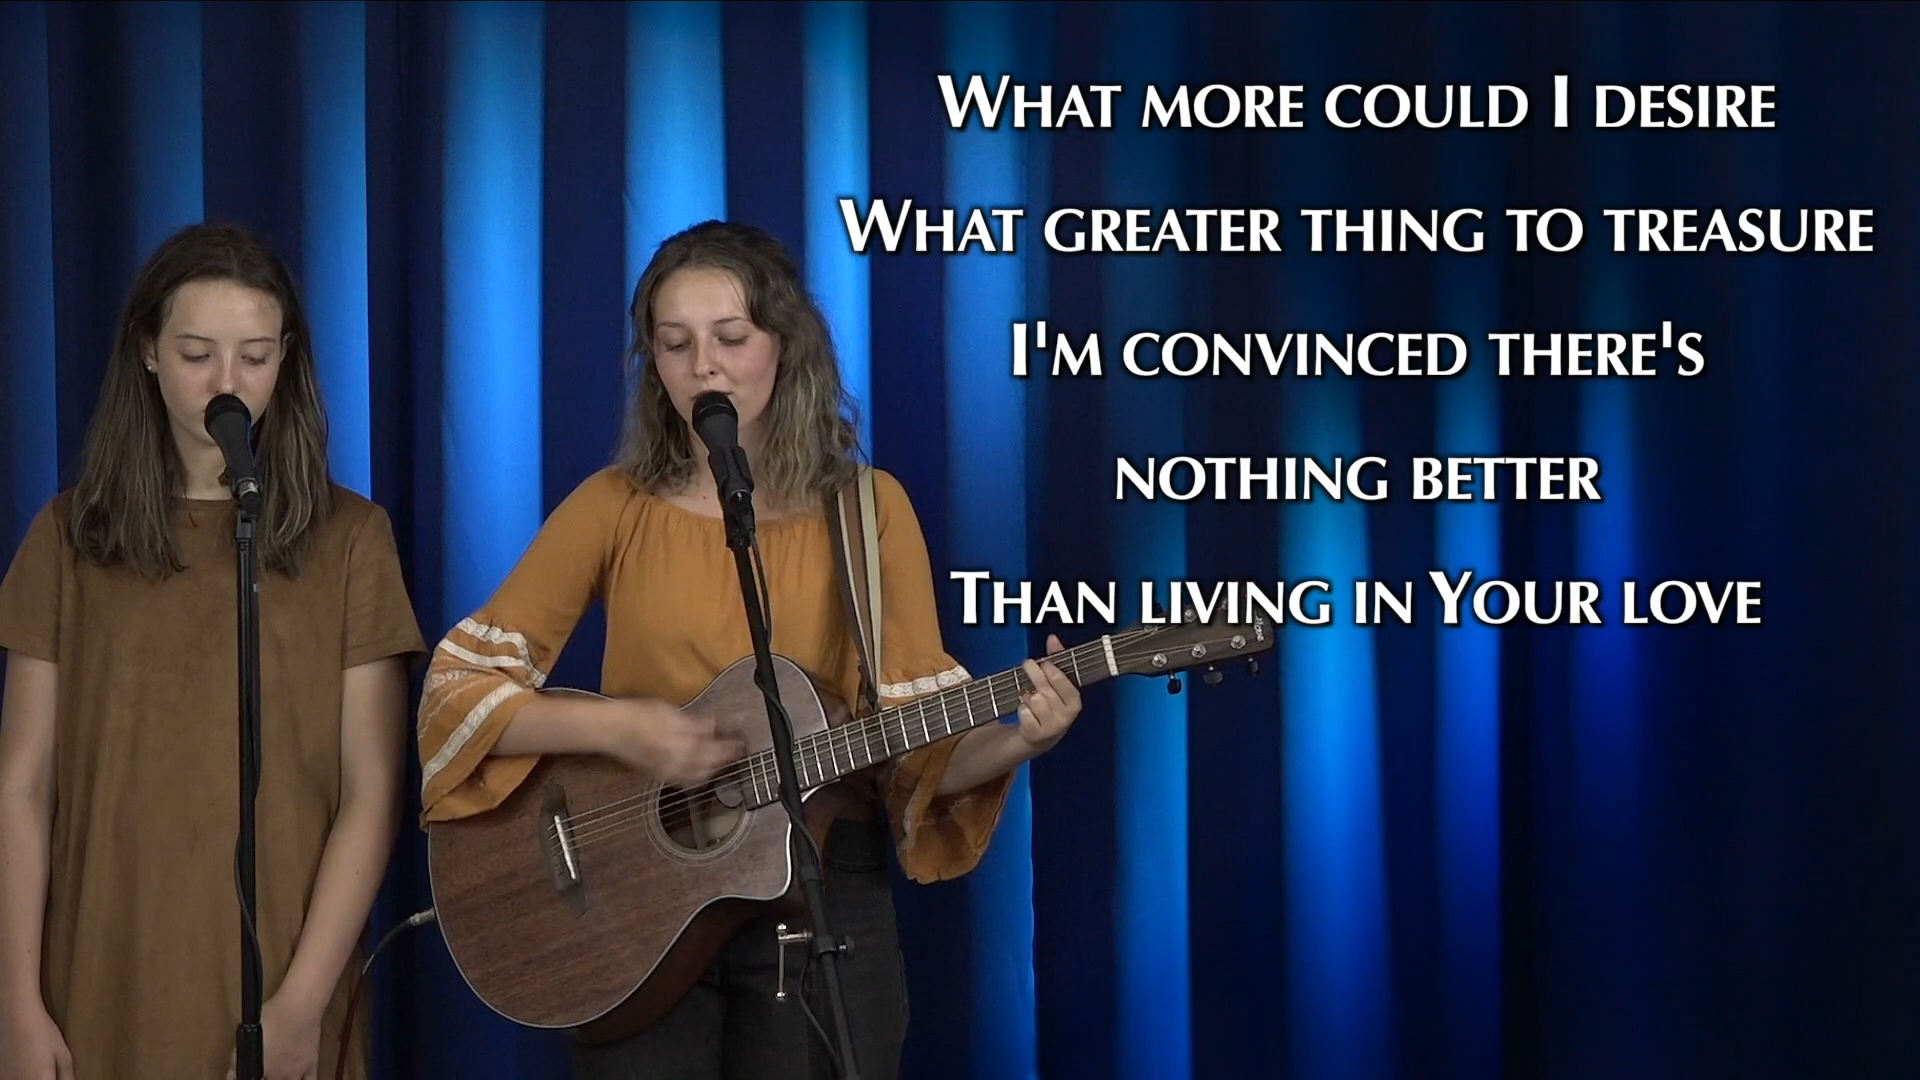 What more could I desire
What greater thing to treasure
I'm convinced there's
nothing better
Than living in Your love